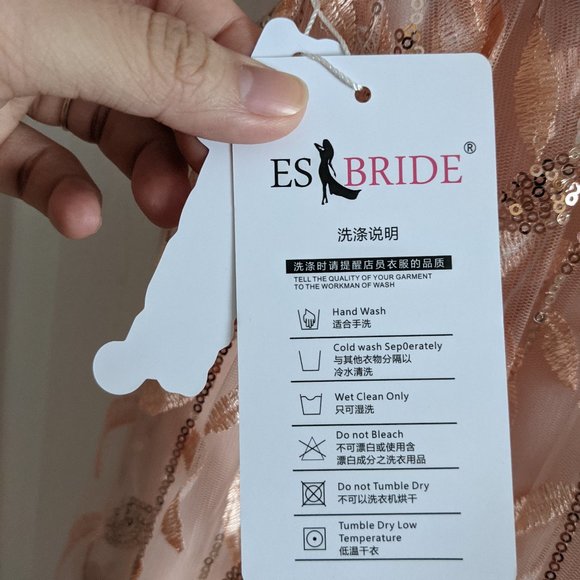 ES BRIDE®
洗涤说明
洗涤时请提醒店员衣服的品质
TELL THE QUALITY OF YOUR GARMENT
TO THE WORKMAN OF WASH
Hand Wash
适合手洗
Cold wash Sep0erately
与其他衣物分隔以
冷水清洗
Wet Clean Only
只可湿洗
Do not Bleach
不可漂白或使用含
漂白成分之洗衣用品
Do not Tumble Dry
不可以洗衣机烘干
Tumble Dry Low
Temperature
低温干衣